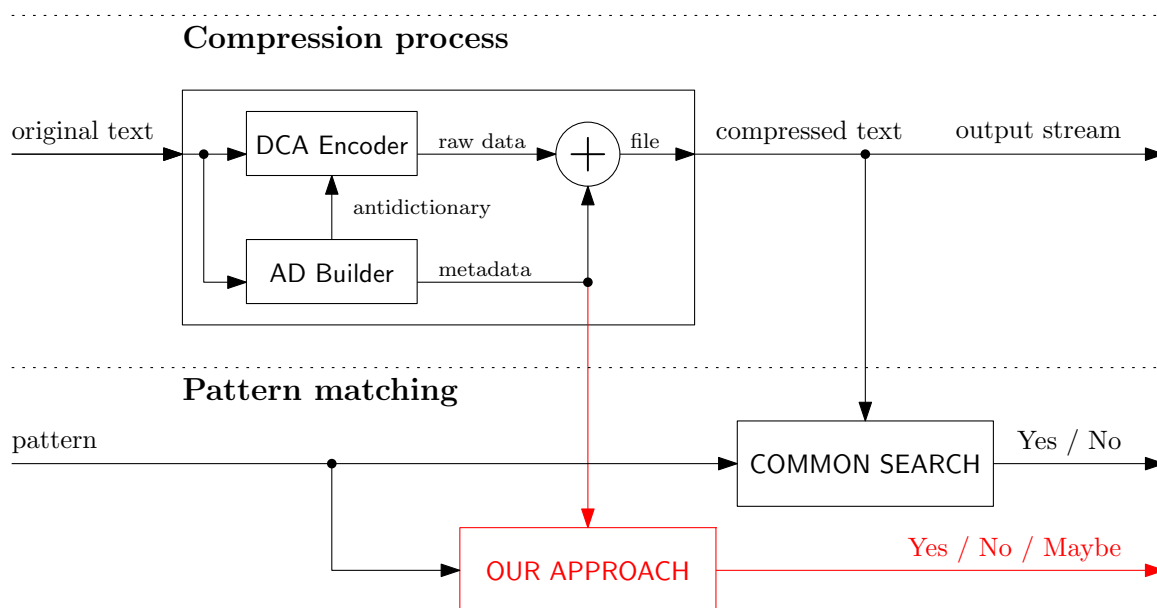 Compression process
original text
DCA Encoder
raw data
file
compressed text
output stream
antidictionary
AD Builder
metadata
Pattern matching
pattern
COMMON SEARCH
Yes / No
OUR APPROACH
Yes / No / Maybe